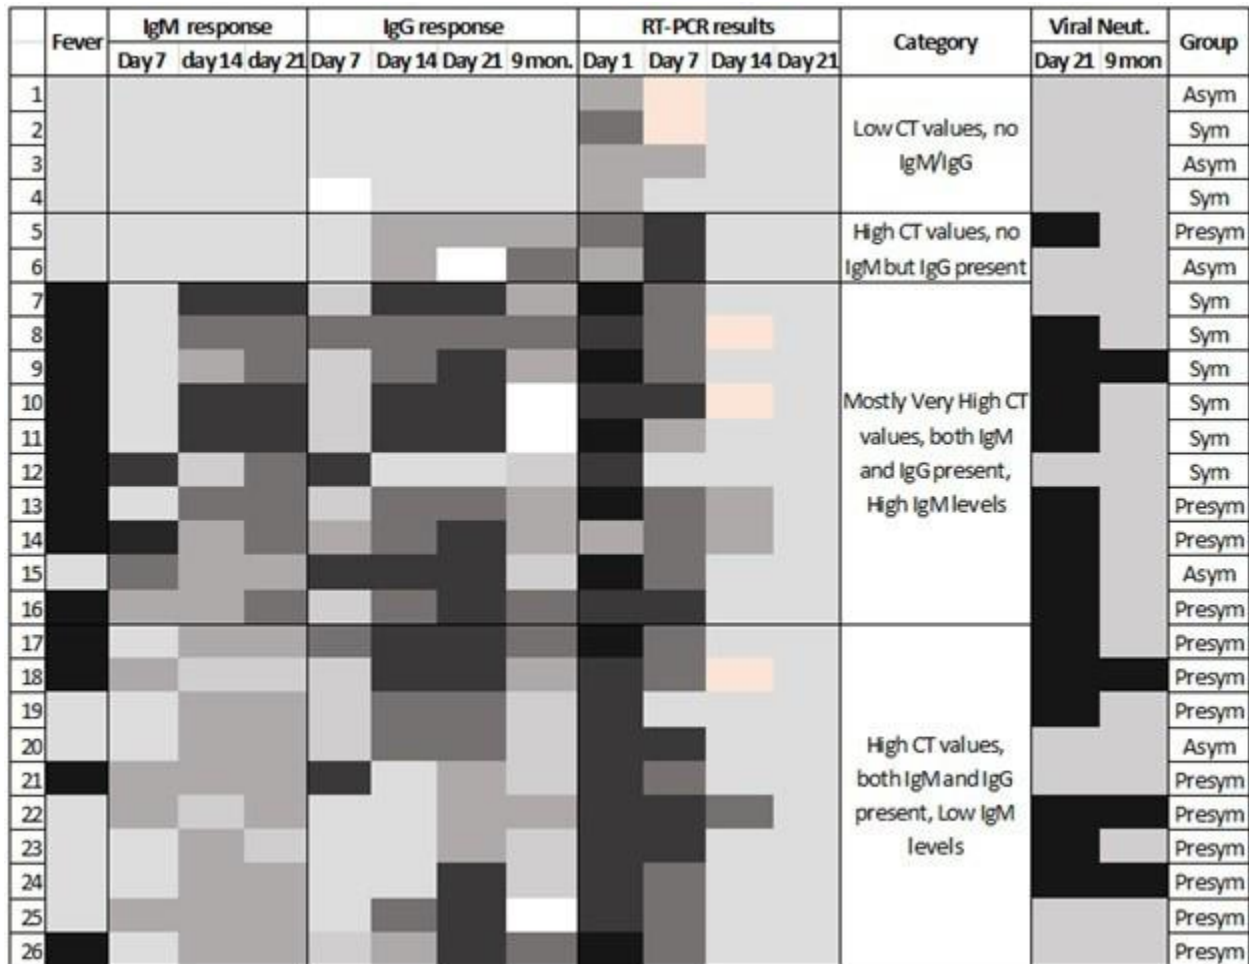 Fever IgM response IgG response RT-PCR results Category Viral Neut. Group
Day 7 day 14 day 21 Day 7 Day 14 Day 21 9 mon. Day 1 Day 7 Day 14 Day 21 Day 21 9 mon
1 Asym
2 Low CT values, no Sym
3 IgM/IgG Asym
4 Sym
5 High CT values, no Presym
6 IgM but IgG present Asym
7 Sym
8 Sym
9 Sym
10 Mostly Very High CT Sym
11 values, both IgM Sym
12 and IgG present, Sym
13 High IgM levels Presym
14 Presym
15 Asym
16 Presym
17 Presym
18 Presym
19 Presym
20 High CT values, Asym
21 both IgM and IgG Presym
22 present, Low IgM Presym
23 levels Presym
24 Presym
25 Presym
26 Presym